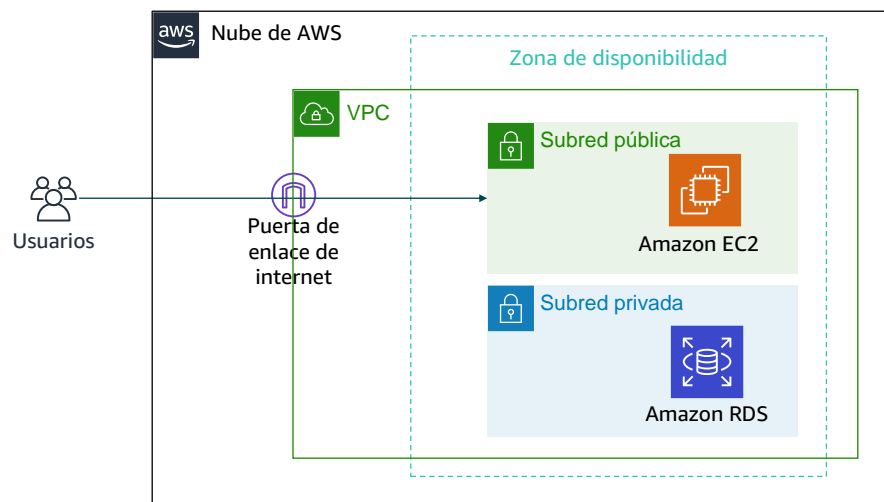 aws
Nube de AWS
Zona de disponibilidad
VPC
Subred pública
Amazon EC2
Usuarios
Puerta de
enlace de
internet
Subred privada
Amazon RDS